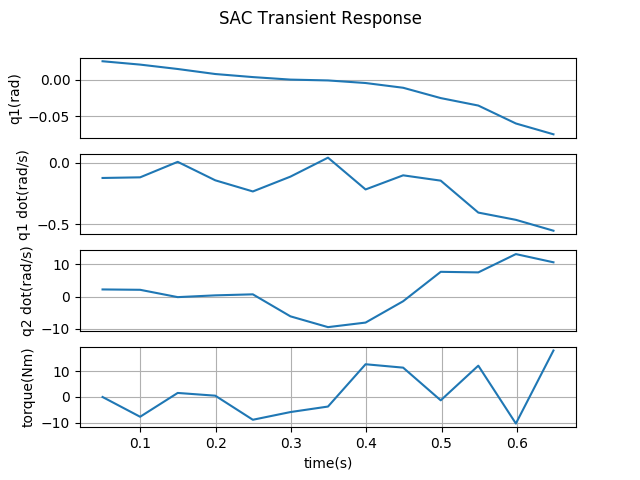 SAC Transient Response
q1(rad)
0.00
−0.05
q1 dot(rad/s)
0.0
−0.5
q2 dot(rad/s)
10
0
−10
torque(Nm)
10
0
−10
0.1 0.2 0.3 0.4 0.5 0.6
time(s)